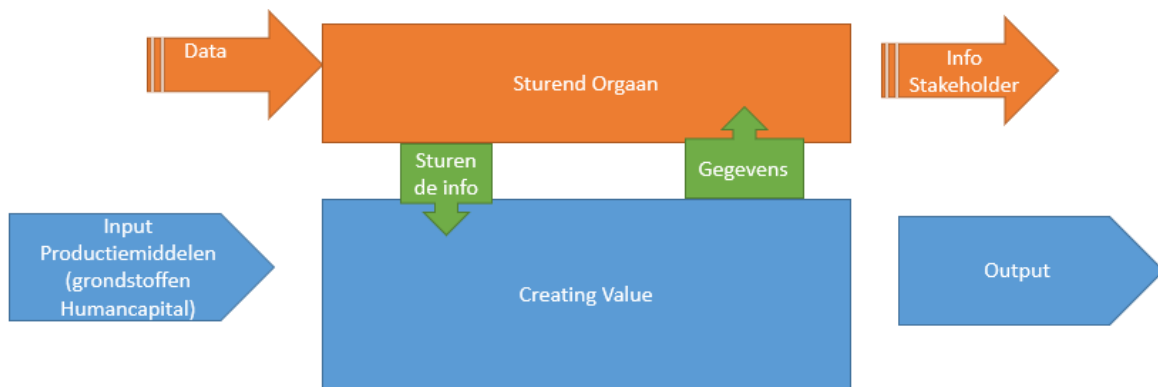 Data
Sturend Orgaan
Info
Stakeholder
Sturen
de info
Gegevens
Input
Productiemiddelen
(grondstoffen
Humancapital)
Creating Value
Output